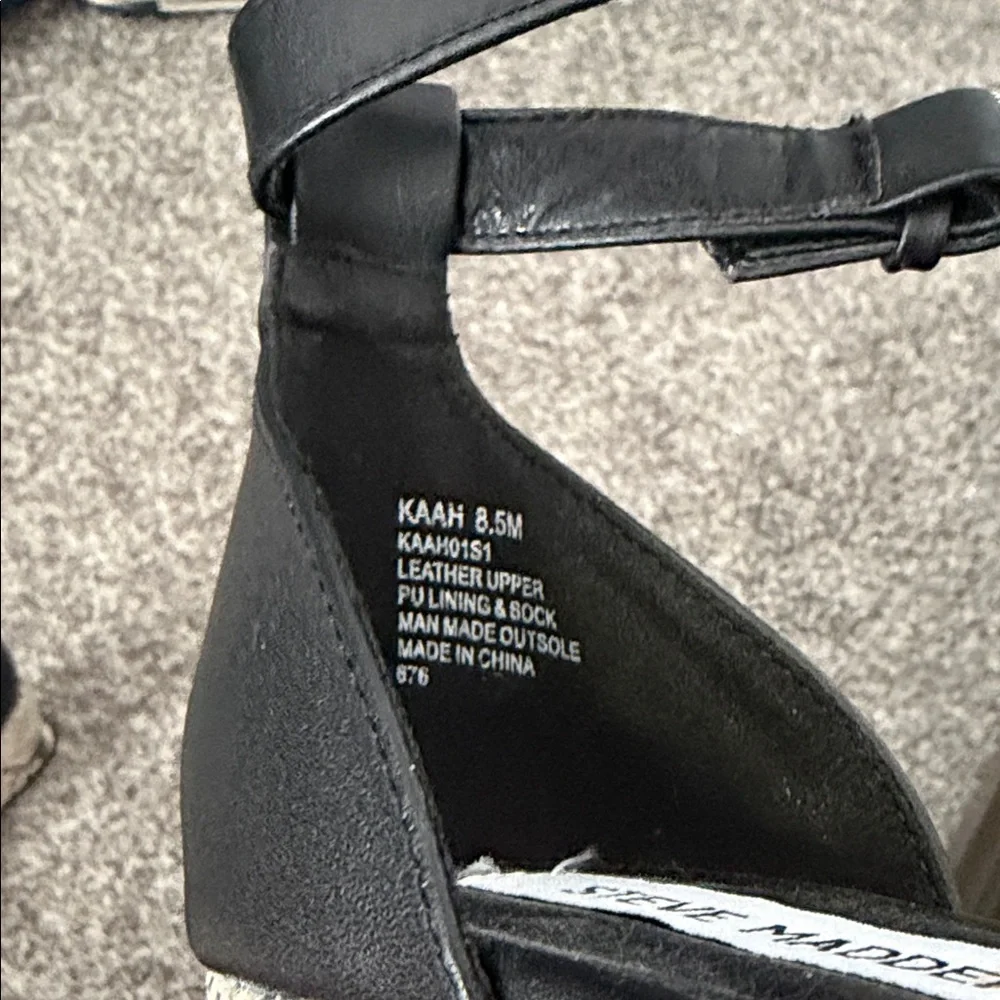 KAAH 8.5M
KAAH01S1
LEATHER UPPER
PU LINING & SOCK
MAN MADE OUTSOLE
MADE IN CHINA
676
STEVE MADDEN